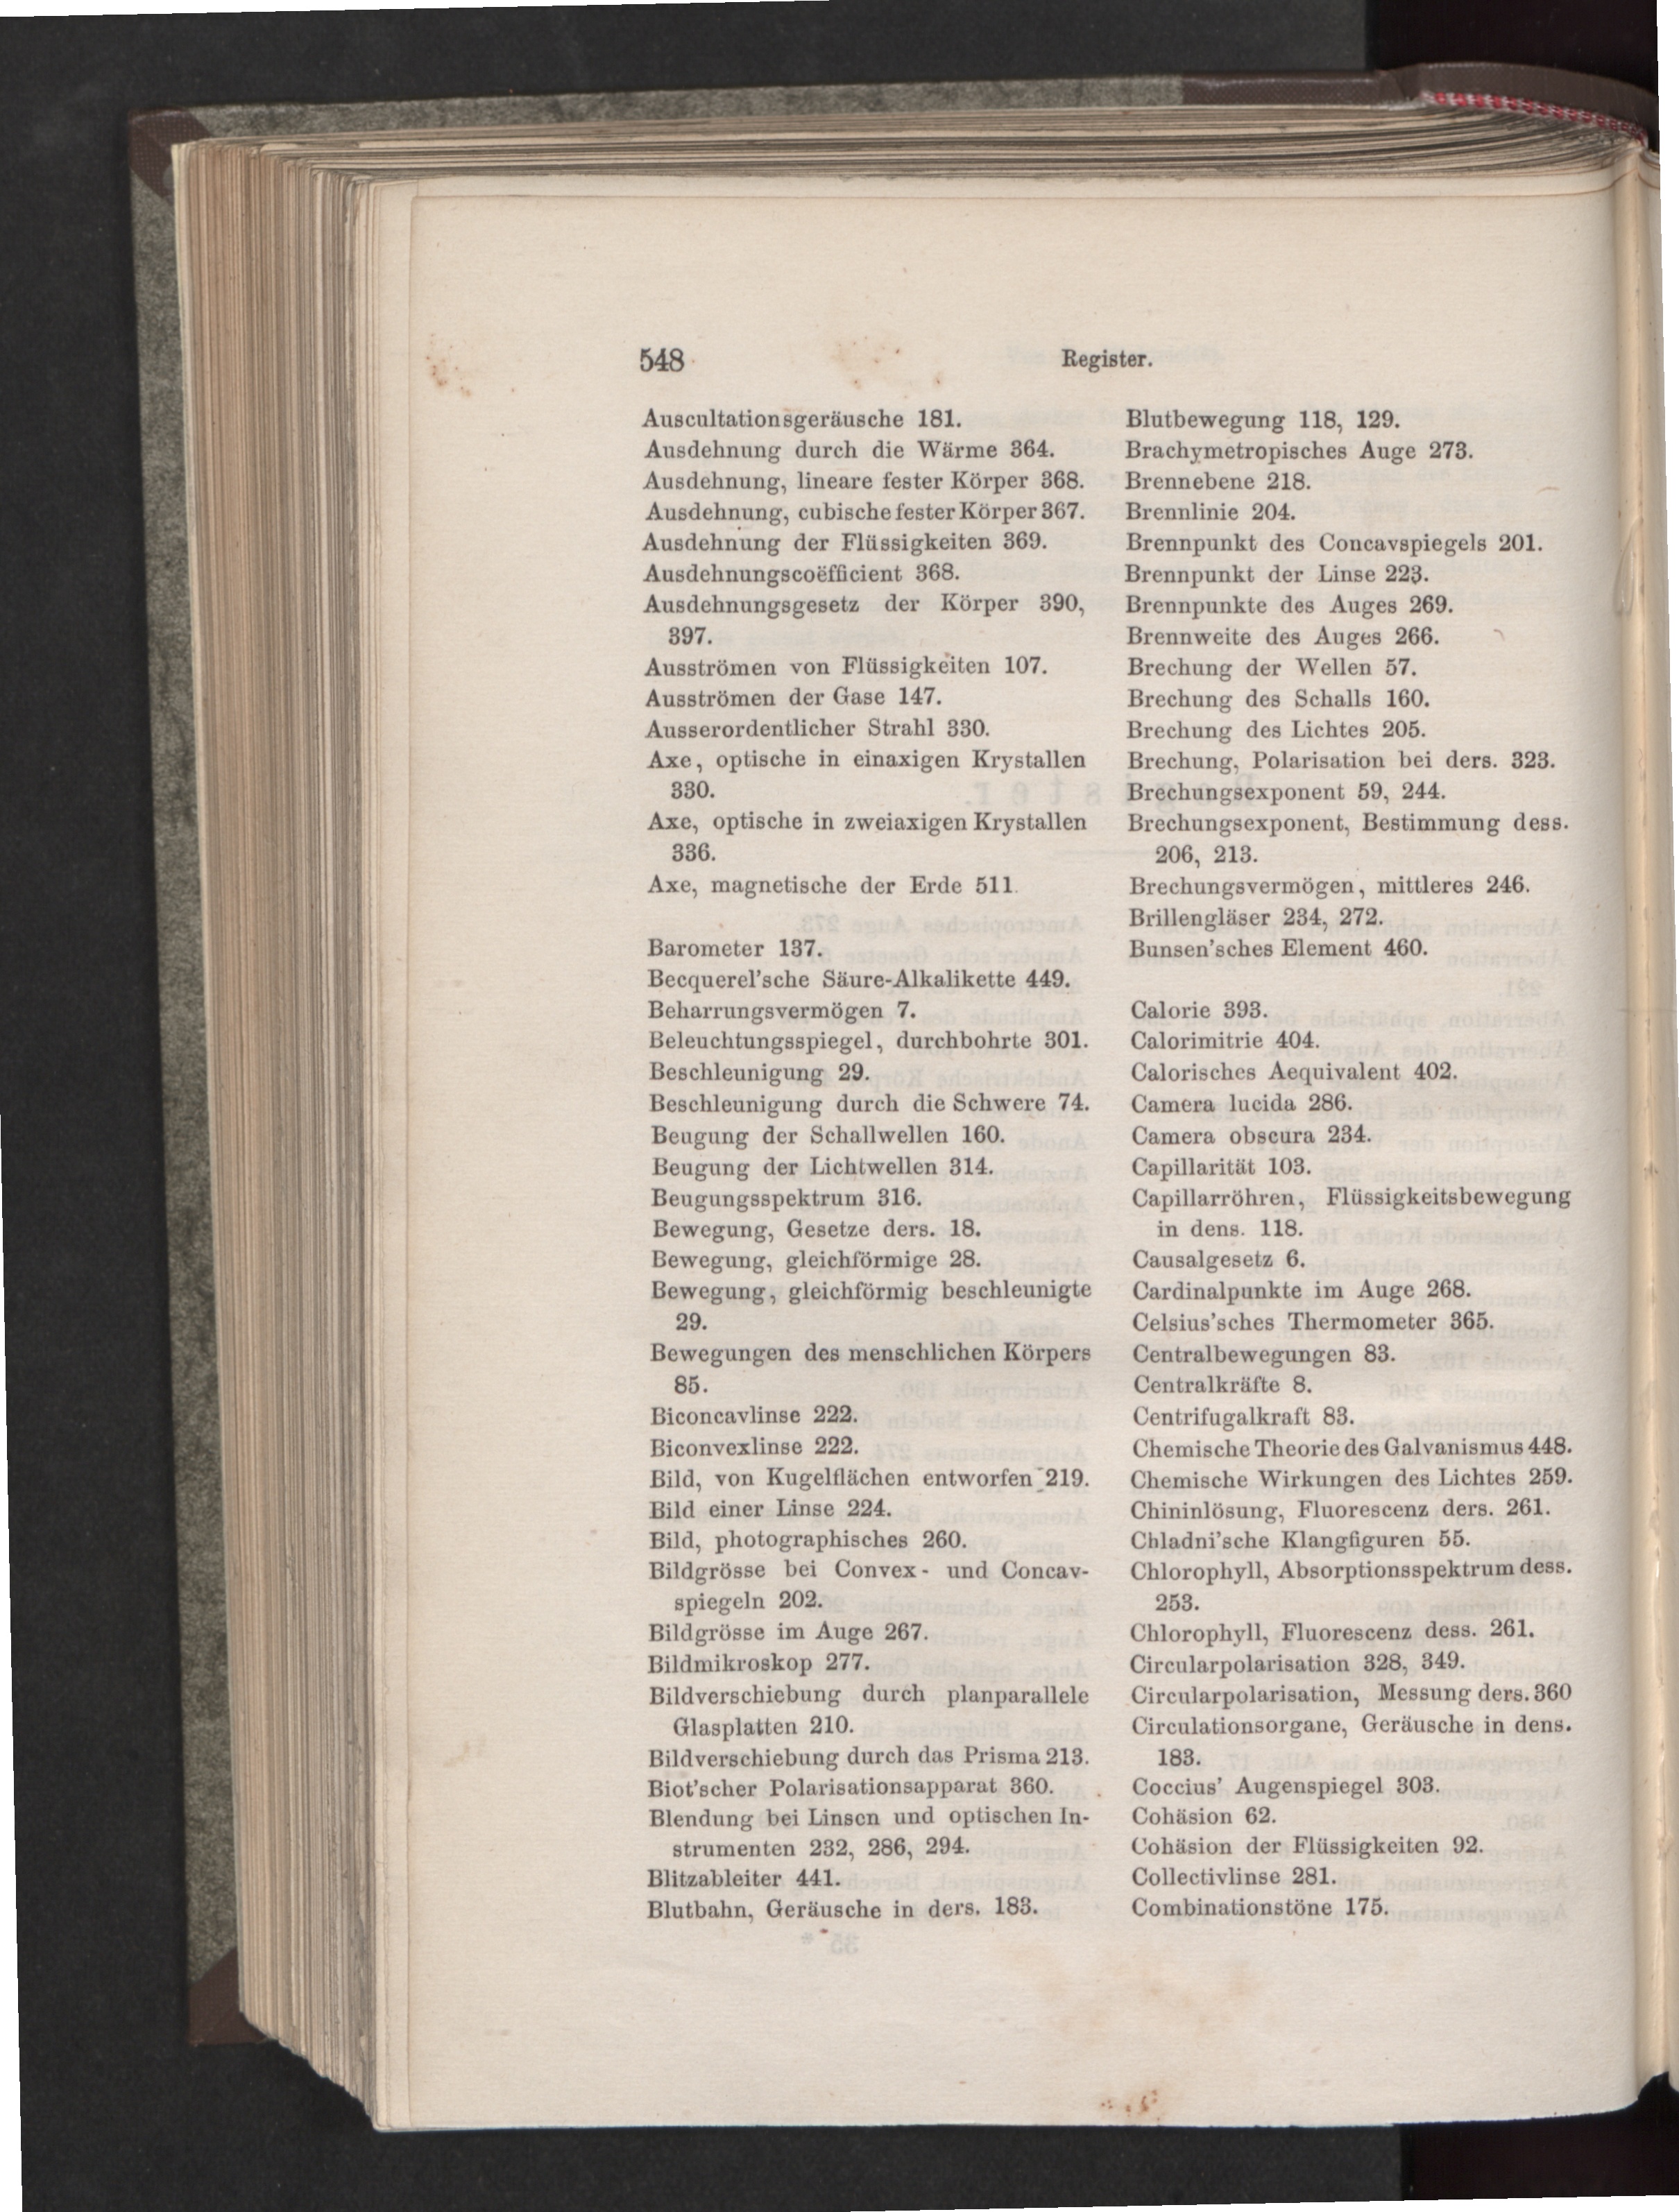 548
Register.
Auscultationsgeräusche 181.
Ausdehnung durch die Wärme 364.
Ausdehnung, lineare fester Körper 368.
Ausdehnung, cubische fester Körper 367.
Ausdehnung der Flüssigkeiten 369.
Ausdehnungscoëfficient 368.
Ausdehnungsgesetz der Körper 390,
397.
Ausströmen von Flüssigkeiten 107.
Ausströmen der Gase 147.
Ausserordentlicher Strahl 330.
Axe, optische in einaxigen Krystallen
330.
Axe, optische in zweiaxigen Krystallen
336.
Axe, magnetische der Erde 511.
Barometer 137.
Becquerel'sche Säure-Alkalikette 449.
Beharrungsvermögen 7.
Beleuchtungsspiegel, durchbohrte 301.
Beschleunigung 29.
Beschleunigung durch die Schwere 74.
Beugung der Schallwellen 160.
Beugung der Lichtwellen 314.
Beugungsspektrum 316.
Bewegung, Gesetze ders. 18.
Bewegung, gleichförmige 28.
Bewegung, gleichförmig beschleunigte
29.
Bewegungen des menschlichen Körpers
85.
Biconcavlinse 222.
Biconvexlinse 222.
Bild, von Kugelflächen entworfen 219.
Bild einer Linse 224.
Bild, photographisches 260.
Bildgrösse bei Convex- und Concav-
spiegeln 202.
Bildgrösse im Auge 267.
Bildmikroskop 277.
Bildverschiebung durch planparallele
Glasplatten 210.
Bildverschiebung durch das Prisma 213.
Biot'scher Polarisationsapparat 360.
Blendung bei Linsen und optischen In-
strumenten 232, 286, 294.
Blitzableiter 441.
Blutbahn, Geräusche in ders. 183.
Blutbewegung 118, 129.
Brachymetropisches Auge 273.
Brennebene 218.
Brennlinie 204.
Brennpunkt des Concavspiegels 201.
Brennpunkt der Linse 223.
Brennpunkte des Auges 269.
Brennweite des Auges 266.
Brechung der Wellen 57.
Brechung des Schalls 160.
Brechung des Lichtes 205.
Brechung, Polarisation bei ders. 323.
Brechungsexponent 59, 244.
Brechungsexponent, Bestimmung dess.
206, 213.
Brechungsvermögen, mittleres 246.
Brillengläser 234, 272.
Bunsen'sches Element 460.
Calorie 393.
Calorimitrie 404.
Calorisches Aequivalent 402.
Camera lucida 286.
Camera obscura 234.
Capillarität 103.
Capillarröhren, Flüssigkeitsbewegung
in dens. 118.
Causalgesetz 6.
Cardinalpunkte im Auge 268.
Celsius'sches Thermometer 365.
Centralbewegungen 83.
Centralkräfte 8.
Centrifugalkraft 83.
Chemische Theorie des Galvanismus 448.
Chemische Wirkungen des Lichtes 259.
Chininlösung, Fluorescenz ders. 261.
Chladni'sche Klangfiguren 55.
Chlorophyll, Absorptionsspektrum dess.
253.
Chlorophyll, Fluorescenz dess. 261.
Circularpolarisation 328, 349.
Circularpolarisation, Messung ders. 360
Circulationsorgane, Geräusche in dens.
183.
Coccius' Augenspiegel 303.
Cohäsion 62.
Cohäsion der Flüssigkeiten 92.
Collectivlinse 281.
Combinationstöne 175.